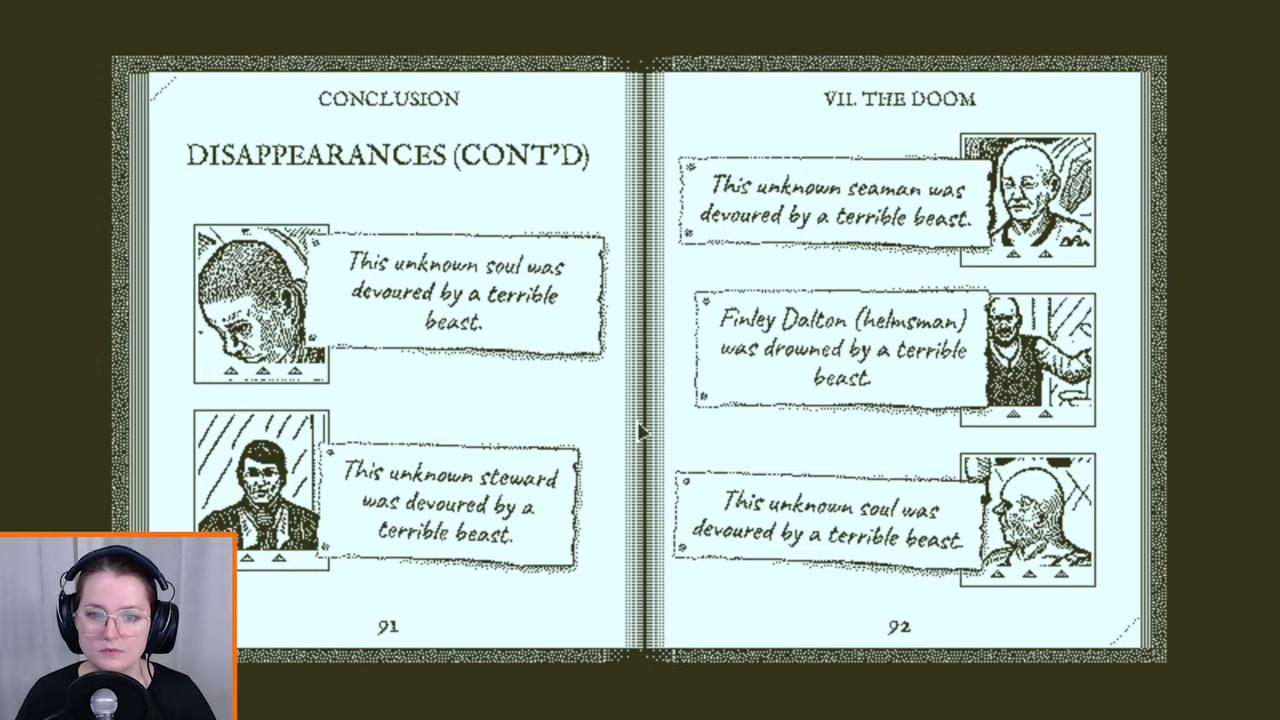 CONCLUSION
DISAPPEARANCES (CONT'D)
This unknown soul was
devoured by a terrible
beast.
This unknown steward
was devoured by a
terrible beast.
91
VII. THE DOOM
This unknown seaman was
devoured by a terrible beast.
Finley Dalton (helmsman)
was drowned by a terrible
beast.
This unknown soul was
devoured by a terrible beast.
92